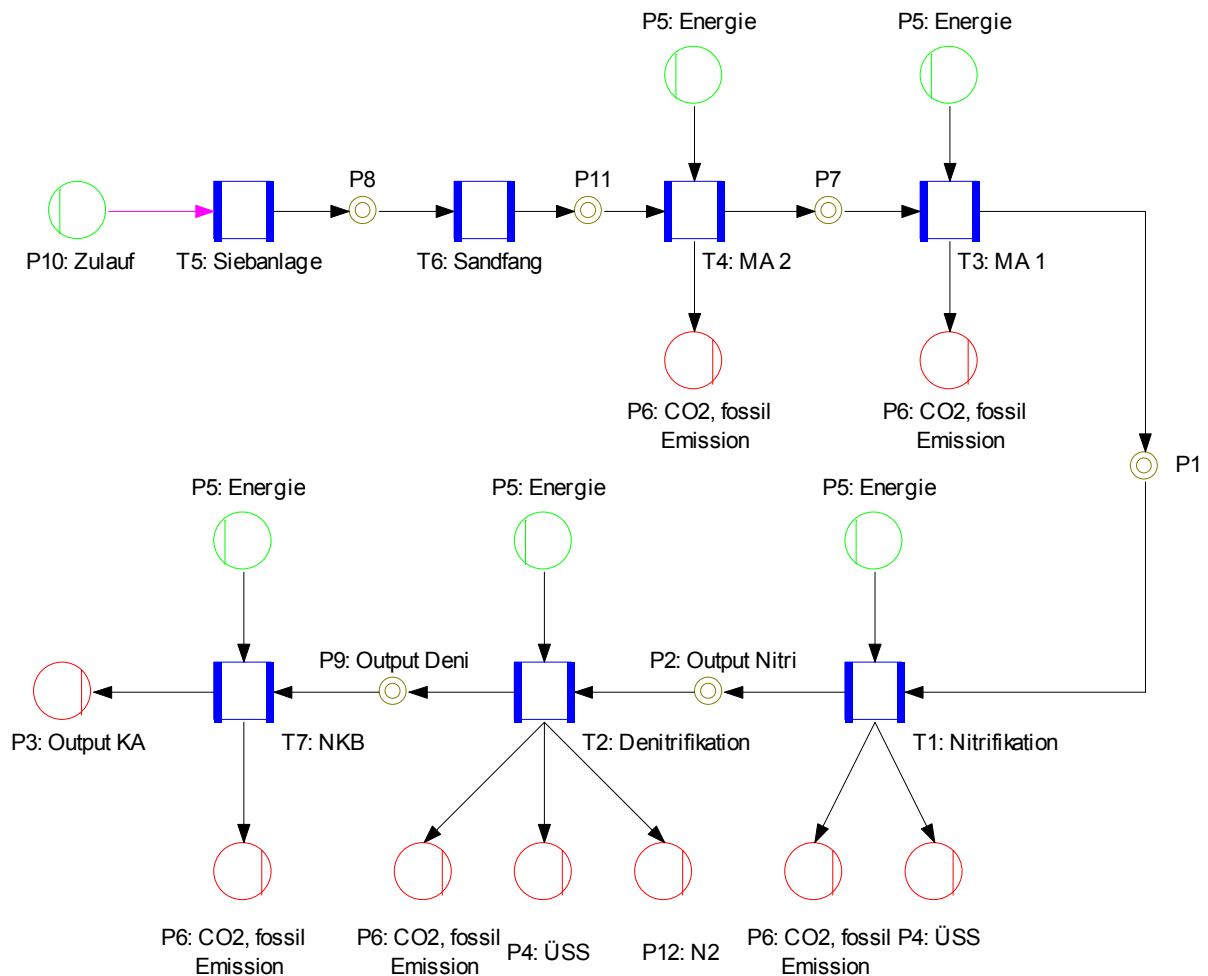 P5: Energie
P5: Energie
P8
P11
P7
P10: Zulauf
T5: Siebanlage
T6: Sandfang
T4: MA 2
T3: MA 1
P6: CO2, fossil
Emission
P6: CO2, fossil
Emission
P1
P5: Energie
P5: Energie
P5: Energie
P9: Output Deni
P2: Output Nitri
P3: Output KA
T7: NKB
T2: Denitrifikation
T1: Nitrifikation
P6: CO2, fossil
Emission
P6: CO2, fossil
Emission
P4: ÜSS
P12: N2
P6: CO2, fossil
Emission
P4: ÜSS